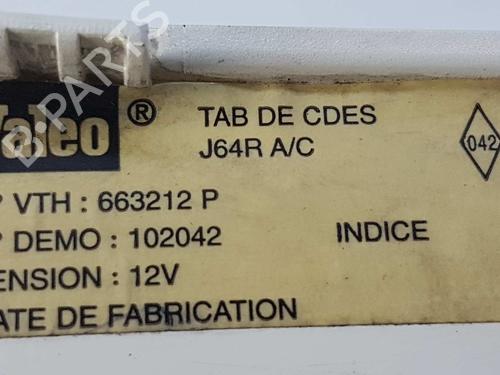 Valeo ® TAB DE CDES
J64R A/C 042
VTH : 663212 P
DEMO : 102042 INDICE
ENSION : 12V
ATE DE FABRICATION
B-PARTS